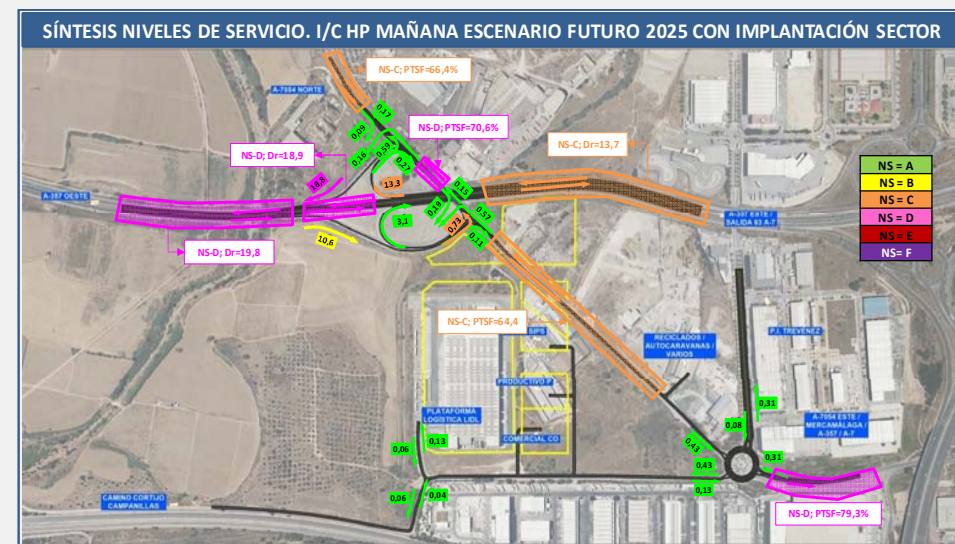 SÍNTESIS NIVELES DE SERVICIO. I/C HP MAÑANA ESCENARIO FUTURO 2025 CON IMPLANTACIÓN SECTOR
NS-C; PTSF=66,4%
A-7054 NORTE
0,17
0,09
NS-D; PTSF=70,6%
0,16
0,59
0,27
NS-D; Dr=18,9
NS-C; Dr=13,7
NS = A
NS = B
NS = C
NS = D
NS= E
NS= F
18,9
13,3
0,15
A-357 OESTE
3,1
0,19
0,57
0,73
0,11
A-357 ESTE /
SALIDA 63 A-7
10,6
NS-D; Dr=19,8
NS-C; PTSF=64,4
SIPS
RECICLADOS /
AUTOCARAVANAS /
VARIOS
P.I. TREVENEZ
PRODUCTIVO P
PLATAFORMA
LOGÍSTICA LIDL
COMERCIAL CO
0,31
0,08
A-7054 ESTE /
MERCAMÁLAGA /
A-357 / A-7
0,06
0,13
0,43
0,43
0,31
0,13
0,06
0,04
CAMINO CORTIJO
CAMPANILLAS
NS-D; PTSF=79,3%